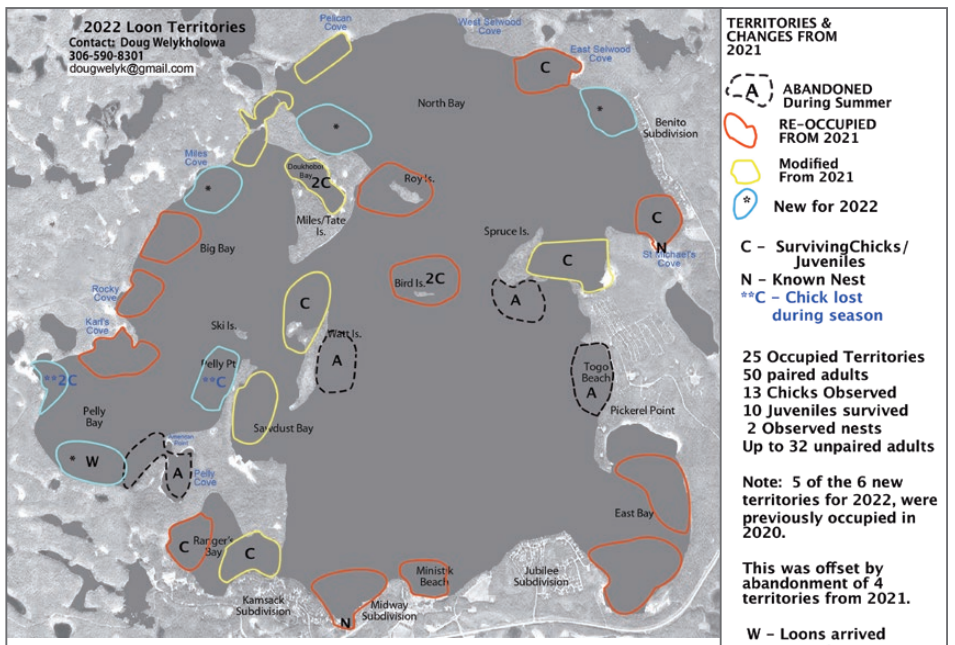 2022 Loon Territories
Contact: Doug Welykholowa
306-590-8301
dougwelyk@gmail.com
Pelican
Cove
West Selwood
Cove
East Selwood
Cove
C
North Bay
*
*
Benito
Subdivision
Miles
Cove
*
Doukhobor
Bay
2C
Roy Is.
Miles/Tate
Is.
Big Bay
Spruce Is.
C
N
St Michael's
Cove
C
Bird Is.
2C
A
Rocky
Cove
C
Karl's
Cove
Ski Is.
Watt Is.
A
Pelly Pt
**C
**2C
Togo
Beach
A
Pelly
Bay
Sawdust Bay
Pickerel Point
* W
A
Pelly
Cove
East Bay
Ranger's
Bay
C
C
Ministik
Beach
Jubilee
Subdivision
Kamsack
Subdivision
Midway
Subdivision
N
TERRITORIES &
CHANGES FROM
2021
A
ABANDONED
During Summer
RE-OCCUPIED
FROM 2021
Modified
From 2021
*
New for 2022
C – SurvivingChicks/
Juveniles
N – Known Nest
**C – Chick lost
during season
25 Occupied Territories
50 paired adults
13 Chicks Observed
10 Juveniles survived
2 Observed nests
Up to 32 unpaired adults
Note: 5 of the 6 new
territories for 2022, were
previously occupied in
2020.
This was offset by
abandonment of 4
territories from 2021.
W – Loons arrived